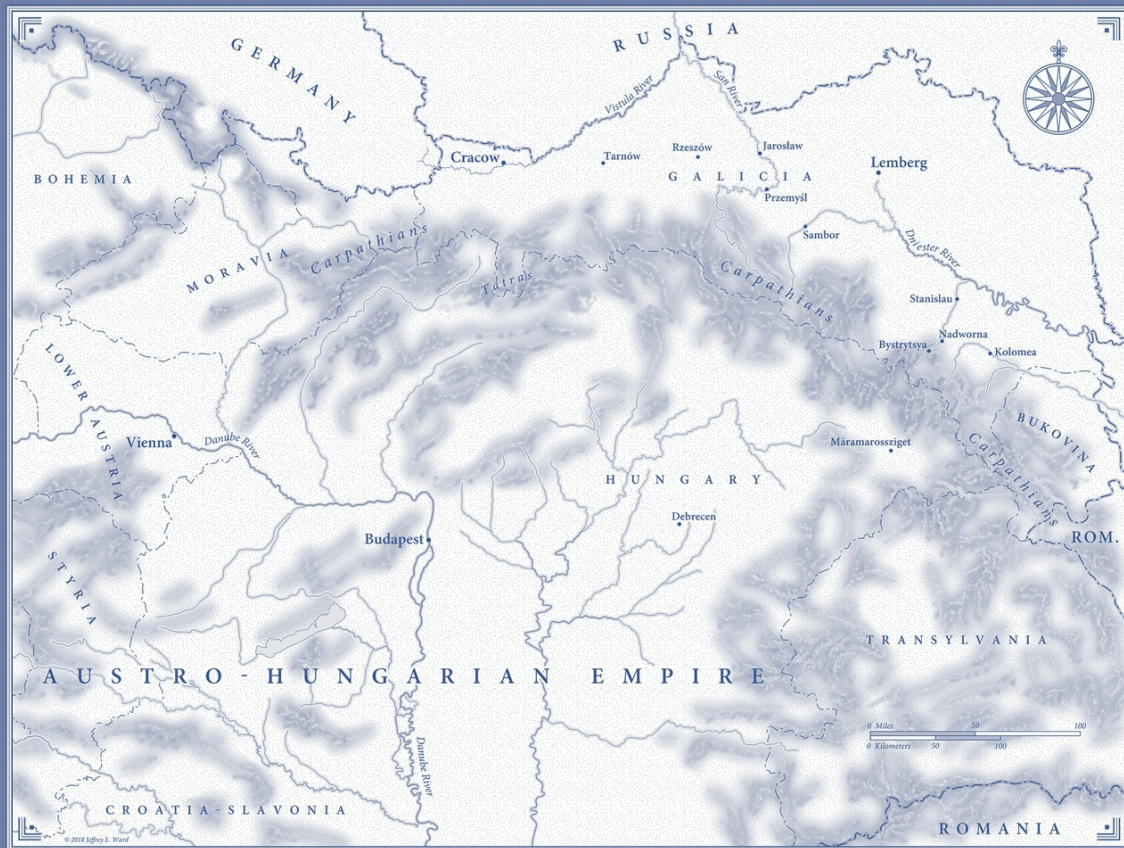 GERMANY
RUSSIA
Vistula River
San River
Cracow
Tarnów
Rzeszów
Jarosław
Lemberg
BOHEMIA
GALICIA
Przemyśl
Sambor
Carpathians
MORAVIA
Dniester River
Tatras
Carpathians
Stanislau
Nadworna
Bystrytsya
Kolomea
LOWER AUSTRIA
BUKOVINA
Vienna
Danube River
Máramarossziget
Carpathians
HUNGARY
Debrecen
Budapest
ROM.
STYRIA
TRANSYLVANIA
AUSTRO-HUNGARIAN EMPIRE
0 Miles 50 100
0 Kilometers 50 100
Danube River
CROATIA-SLAVONIA
ROMANIA
© 2018 Jeffrey L. Ward